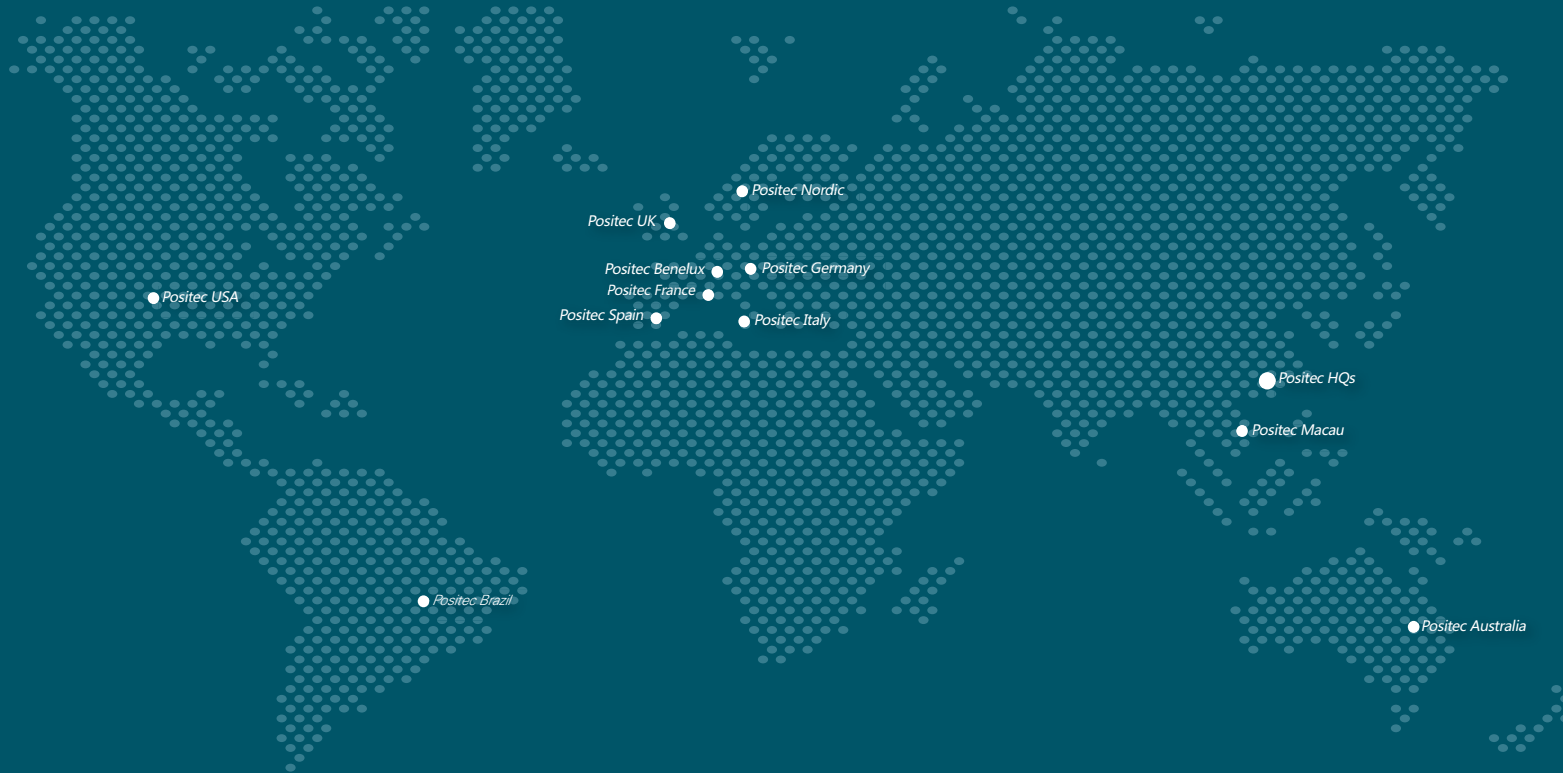 Positec Nordic
Positec UK
Positec Benelux
Positec Germany
Positec France
Positec USA
Positec Spain
Positec Italy
Positec HQs
Positec Macau
Positec Brazil
Positec Australia